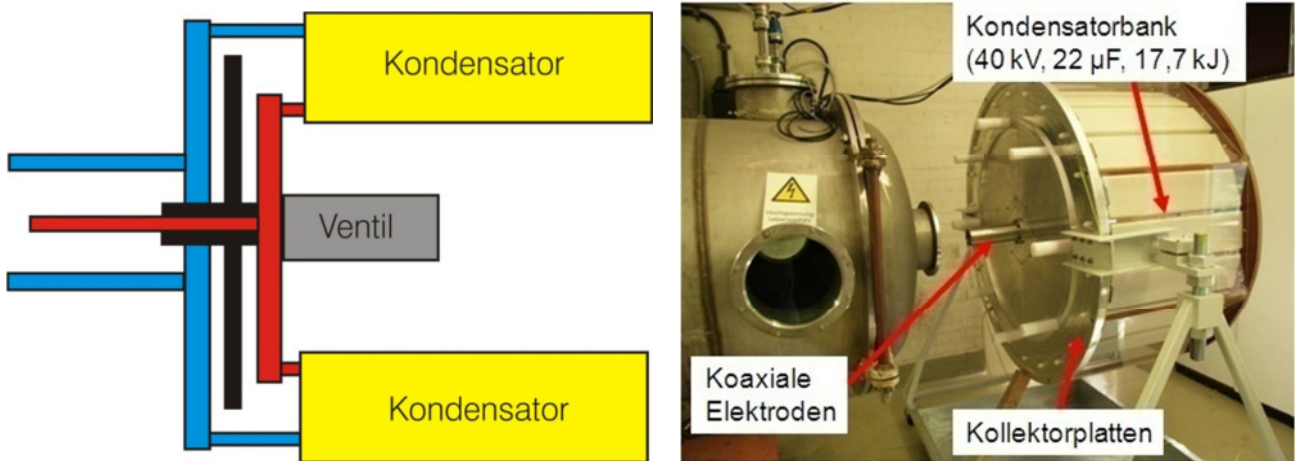 Kondensator
Ventil
Kondensator
Kondensatorbank
(40 kV, 22 µF, 17,7 kJ)
Koaxiale
Elektroden
Kollektorplatten